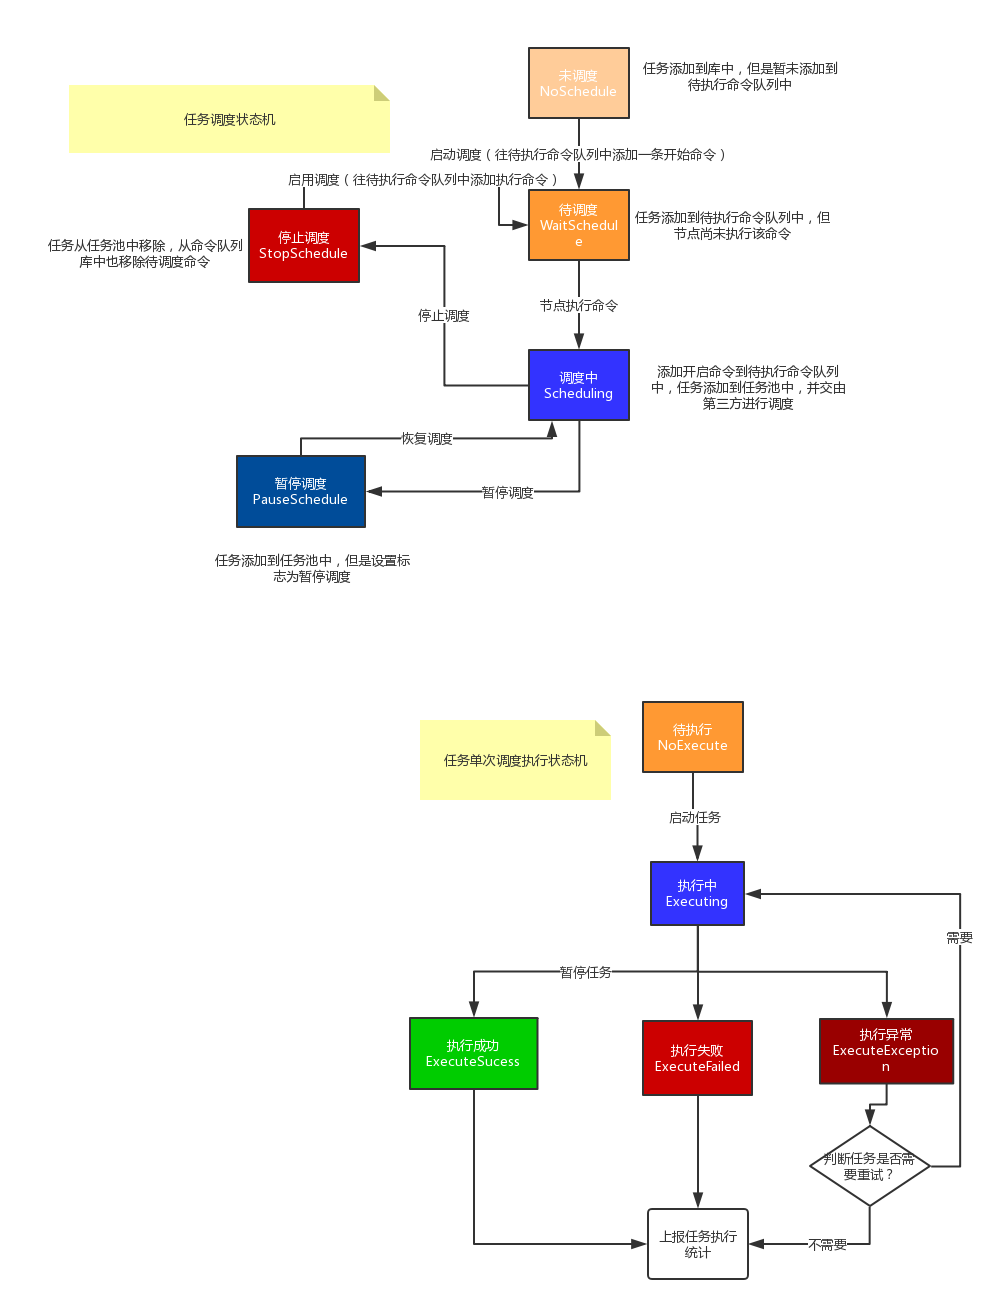 未调度
NoSchedule
任务添加到库中，但是暂未添加到
待执行命令队列中
任务调度状态机
启动调度（往待执行命令队列中添加一条开始命令）
启用调度（往待执行命令队列中添加执行命令）
待调度
WaitSchedul
e
任务添加到待执行命令队列中，但
节点尚未执行该命令
停止调度
StopSchedule
任务从任务池中移除，从命令队列
库中也移除待调度命令
节点执行命令
停止调度
调度中
Scheduling
添加开启命令到待执行命令队列
中，任务添加到任务池中，并交由
第三方进行调度
恢复调度
暂停调度
PauseSchedule
暂停调度
任务添加到任务池中，但是设置标
志为暂停调度
待执行
NoExecute
任务单次调度执行状态机
启动任务
执行中
Executing
需要
暂停任务
执行成功
ExecuteSucess
执行失败
ExecuteFailed
执行异常
ExecuteExceptio
n
判断任务是否需
要重试？
上报任务执行
统计
不需要